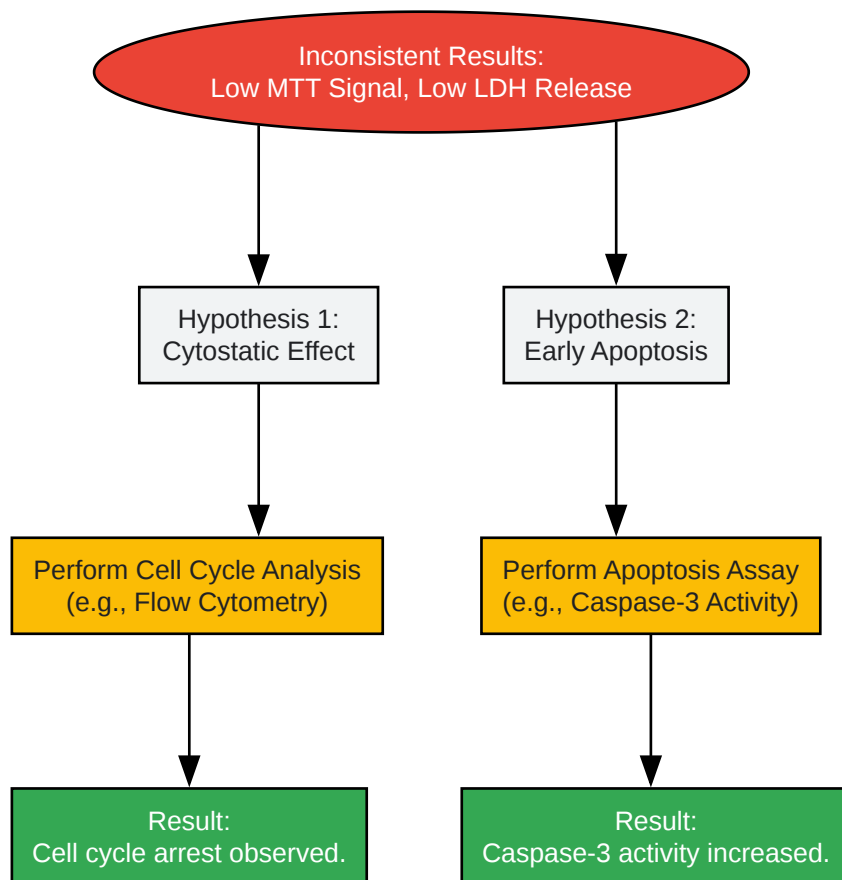 Inconsistent Results:
Low MTT Signal, Low LDH Release
Hypothesis 1:
Cytostatic Effect
Hypothesis 2:
Early Apoptosis
Perform Cell Cycle Analysis
(e.g., Flow Cytometry)
Perform Apoptosis Assay
(e.g., Caspase-3 Activity)
Result:
Cell cycle arrest observed.
Result:
Caspase-3 activity increased.